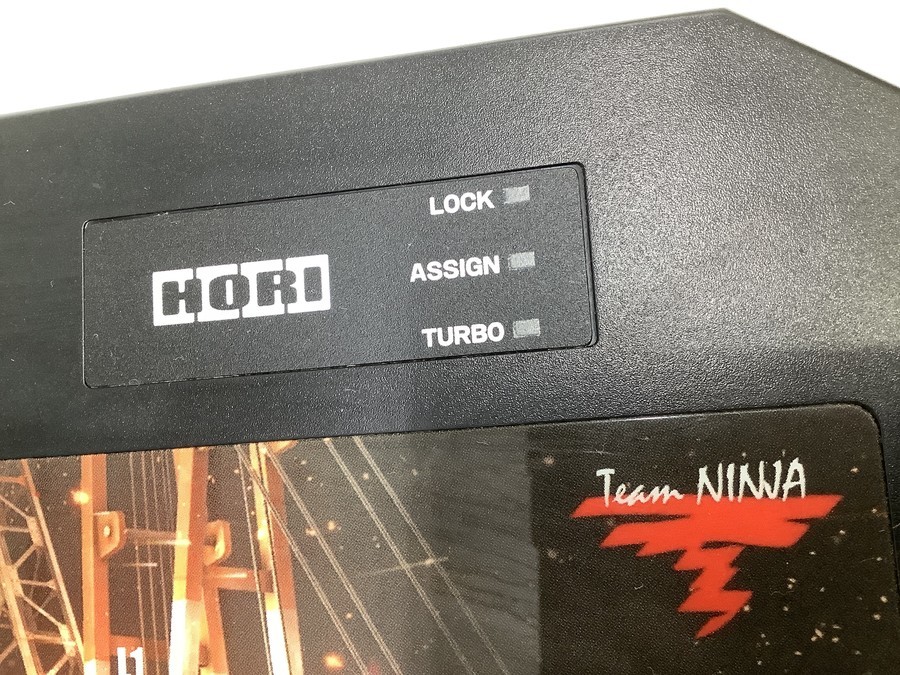 LOCK
ASSIGN
HORI
TURBO
Team NINJA